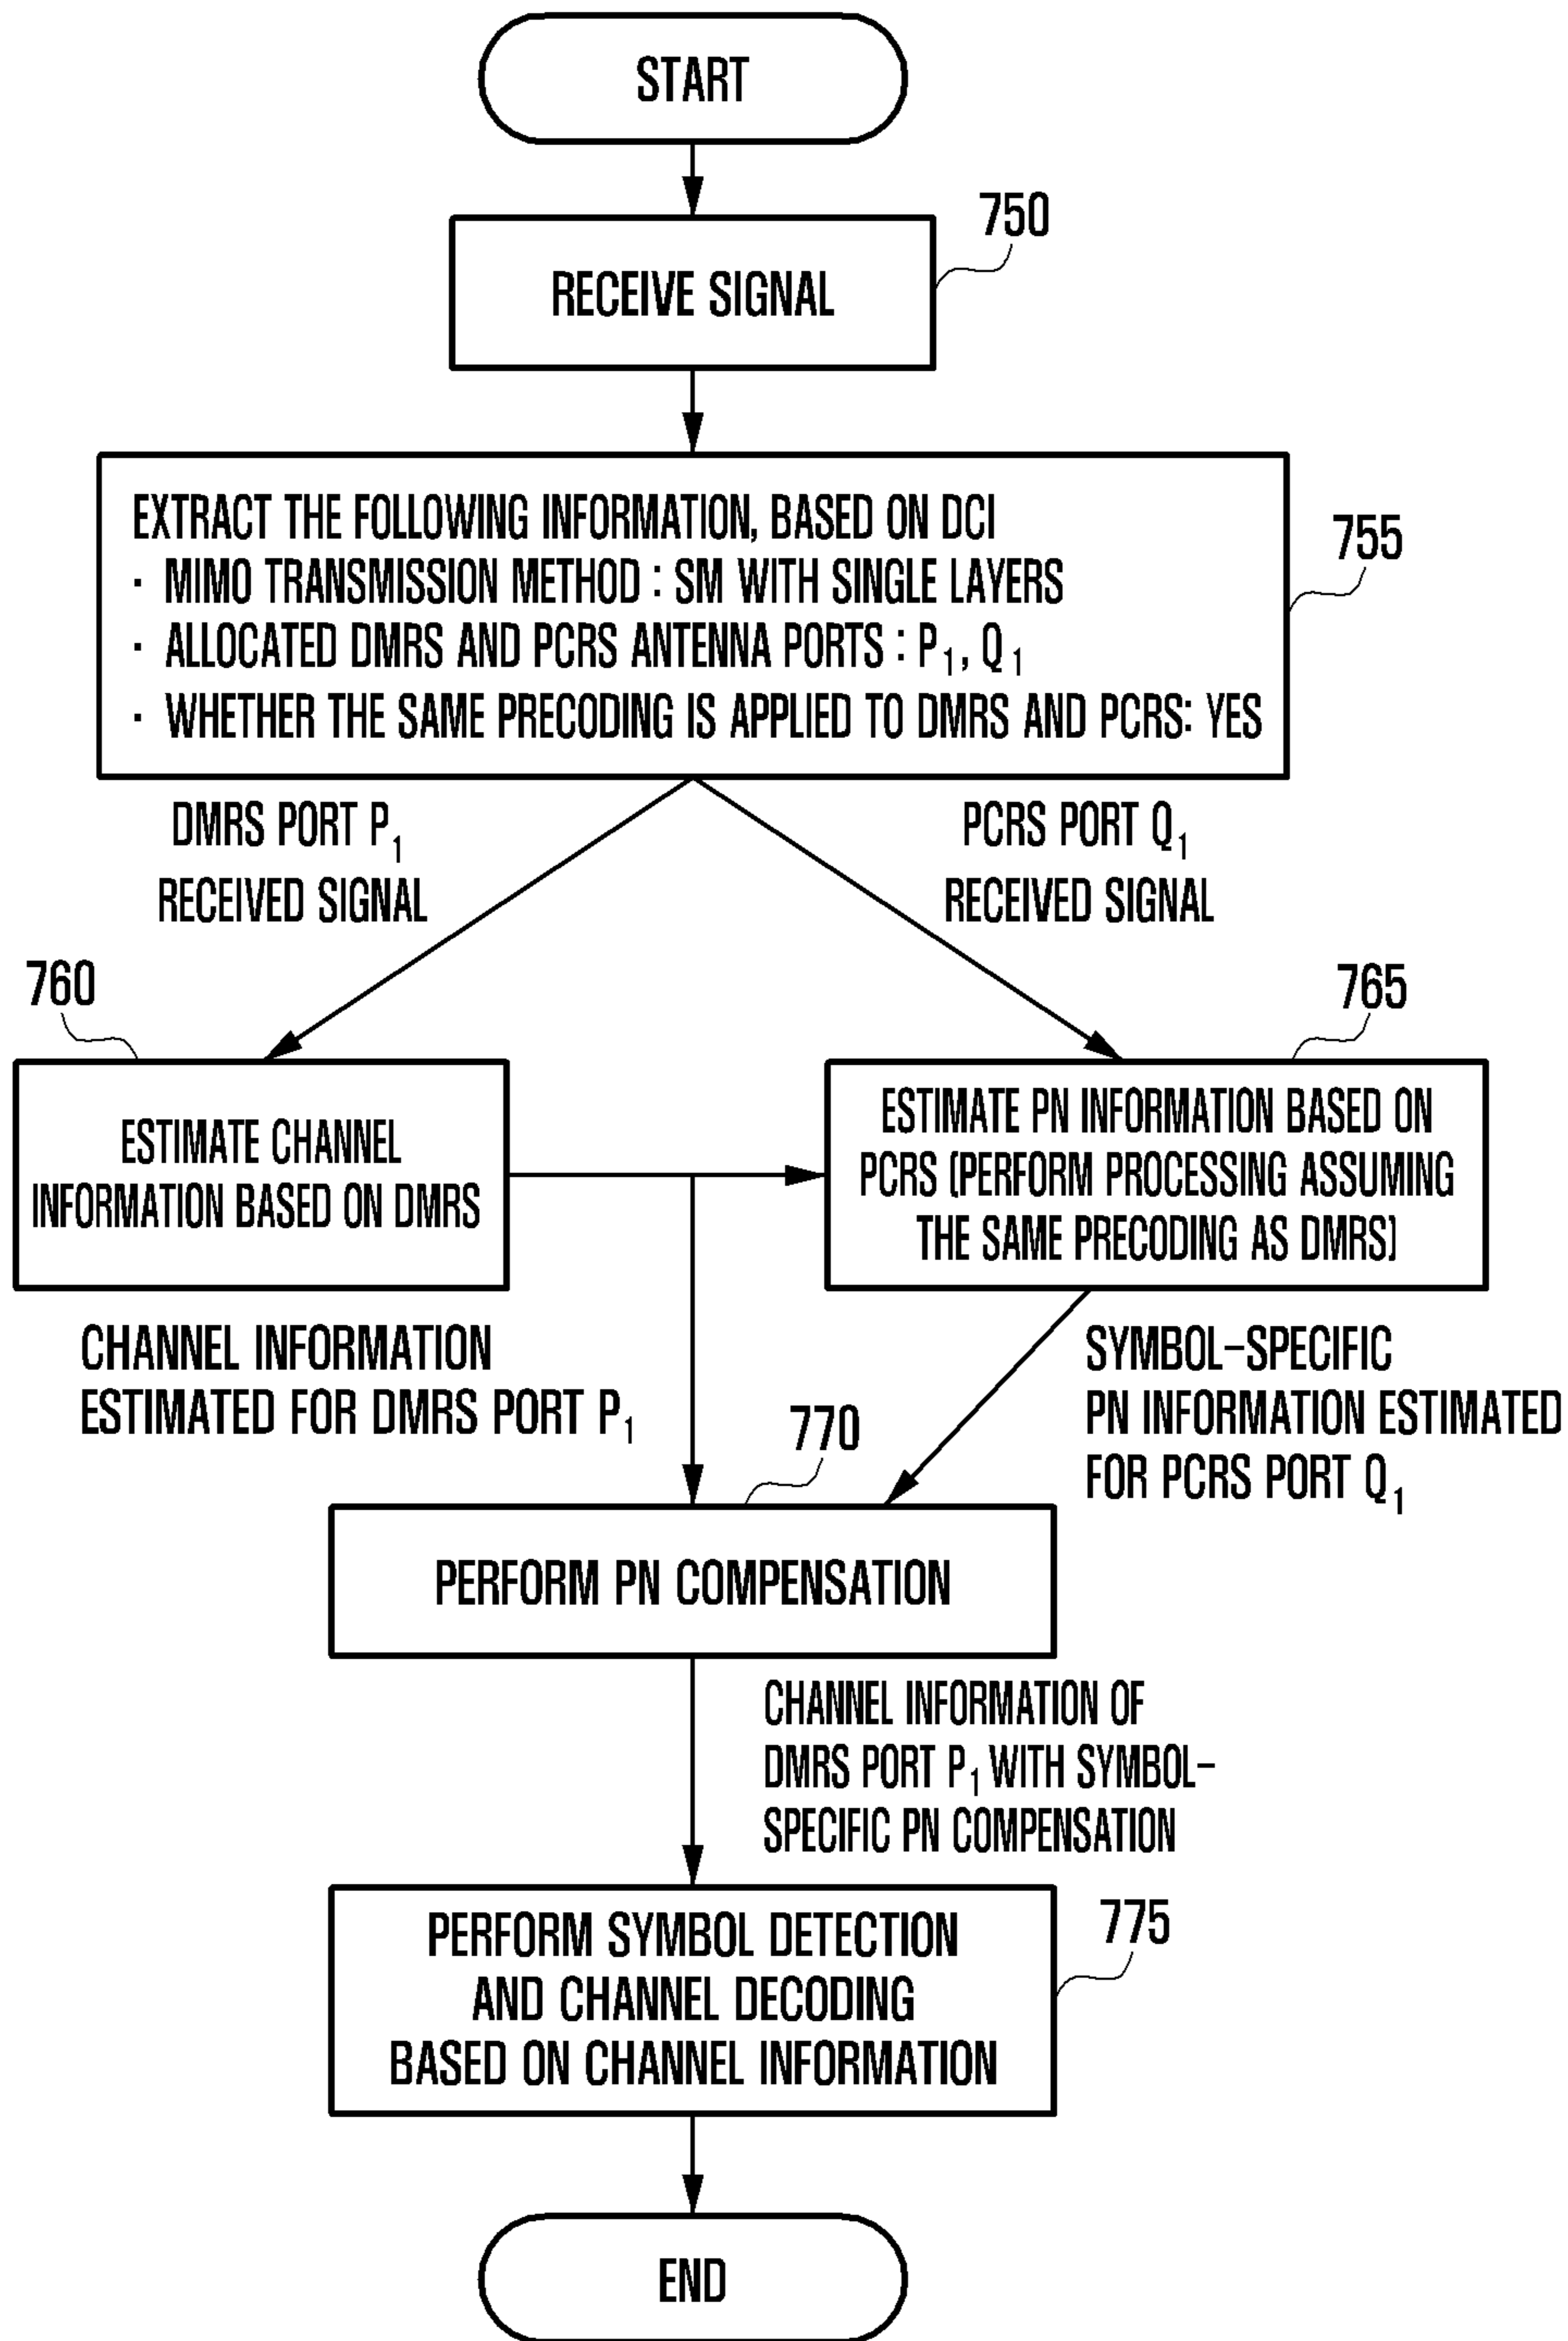 START
750
RECEIVE SIGNAL
EXTRACT THE FOLLOWING INFORMATION, BASED ON DCI
· MIMO TRANSMISSION METHOD : SM WITH SINGLE LAYERS
· ALLOCATED DMRS AND PCRS ANTENNA PORTS : P1, Q1
· WHETHER THE SAME PRECODING IS APPLIED TO DMRS AND PCRS: YES
755
DMRS PORT P1
RECEIVED SIGNAL
PCRS PORT Q1
RECEIVED SIGNAL
760
765
ESTIMATE CHANNEL
INFORMATION BASED ON DMRS
ESTIMATE PN INFORMATION BASED ON
PCRS (PERFORM PROCESSING ASSUMING
THE SAME PRECODING AS DMRS)
CHANNEL INFORMATION
ESTIMATED FOR DMRS PORT P1
SYMBOL-SPECIFIC
PN INFORMATION ESTIMATED
FOR PCRS PORT Q1
770
PERFORM PN COMPENSATION
CHANNEL INFORMATION OF
DMRS PORT P1 WITH SYMBOL-
SPECIFIC PN COMPENSATION
775
PERFORM SYMBOL DETECTION
AND CHANNEL DECODING
BASED ON CHANNEL INFORMATION
END